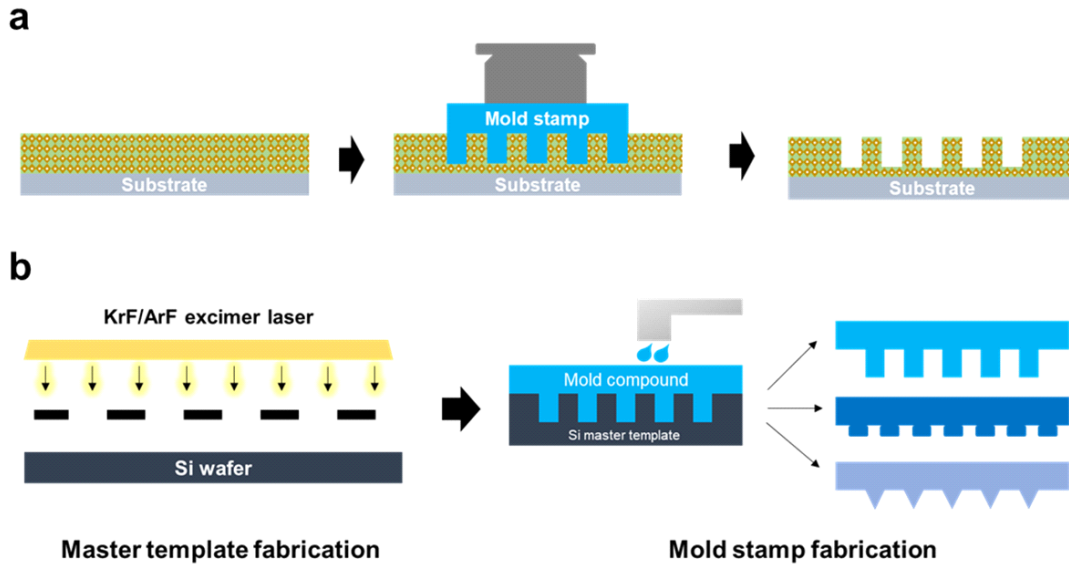 a
Mold stamp
Substrate
Substrate
Substrate
b
KrF/ArF excimer laser
Mold compound
Si master template
Si wafer
Master template fabrication
Mold stamp fabrication